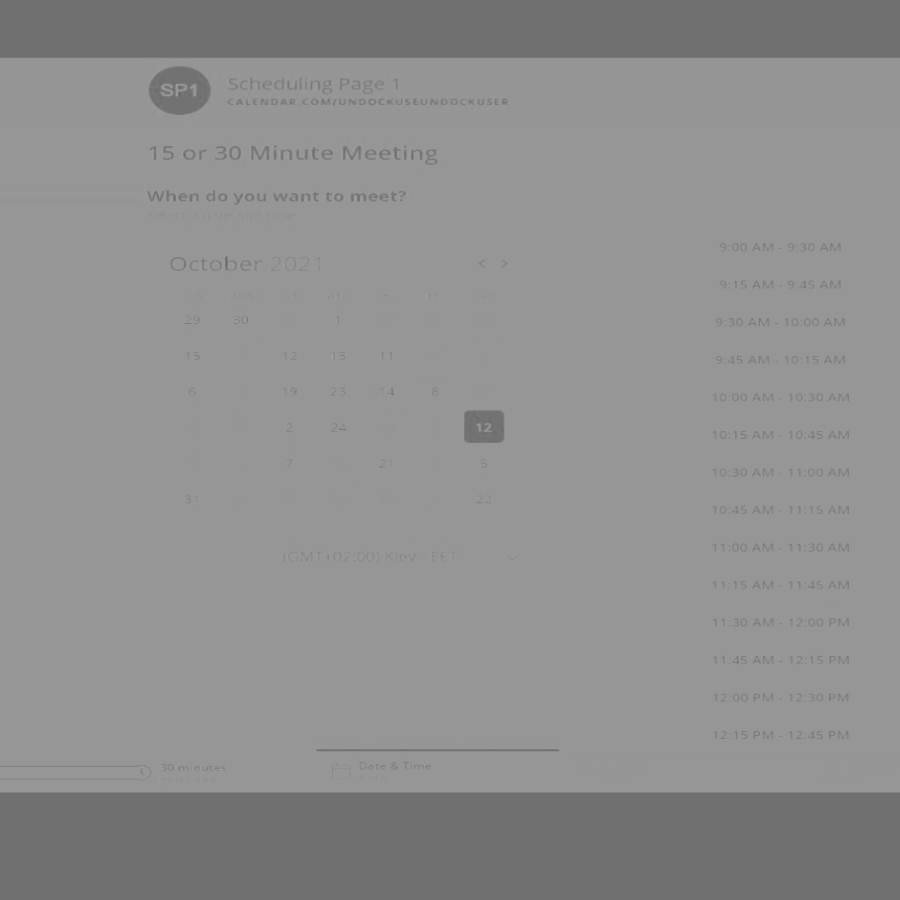 SP1
Scheduling Page 1
CALENDAR.COM/UNDOCKUSEUNDOCKUSER
15 or 30 Minute Meeting
When do you want to meet?
Select a date and time
October 2021 < >
29 30 1
15 12 13 11
6 19 23 14 8
2 24 12
7 21 5
31 22
(GMT+02:00) Kiev EET
9:00 AM - 9:30 AM
9:15 AM - 9:45 AM
9:30 AM - 10:00 AM
9:45 AM - 10:15 AM
10:00 AM - 10:30 AM
10:15 AM - 10:45 AM
10:30 AM - 11:00 AM
10:45 AM - 11:15 AM
11:00 AM - 11:30 AM
11:15 AM - 11:45 AM
11:30 AM - 12:00 PM
11:45 AM - 12:15 PM
12:00 PM - 12:30 PM
12:15 PM - 12:45 PM
30 minutes
Date & Time